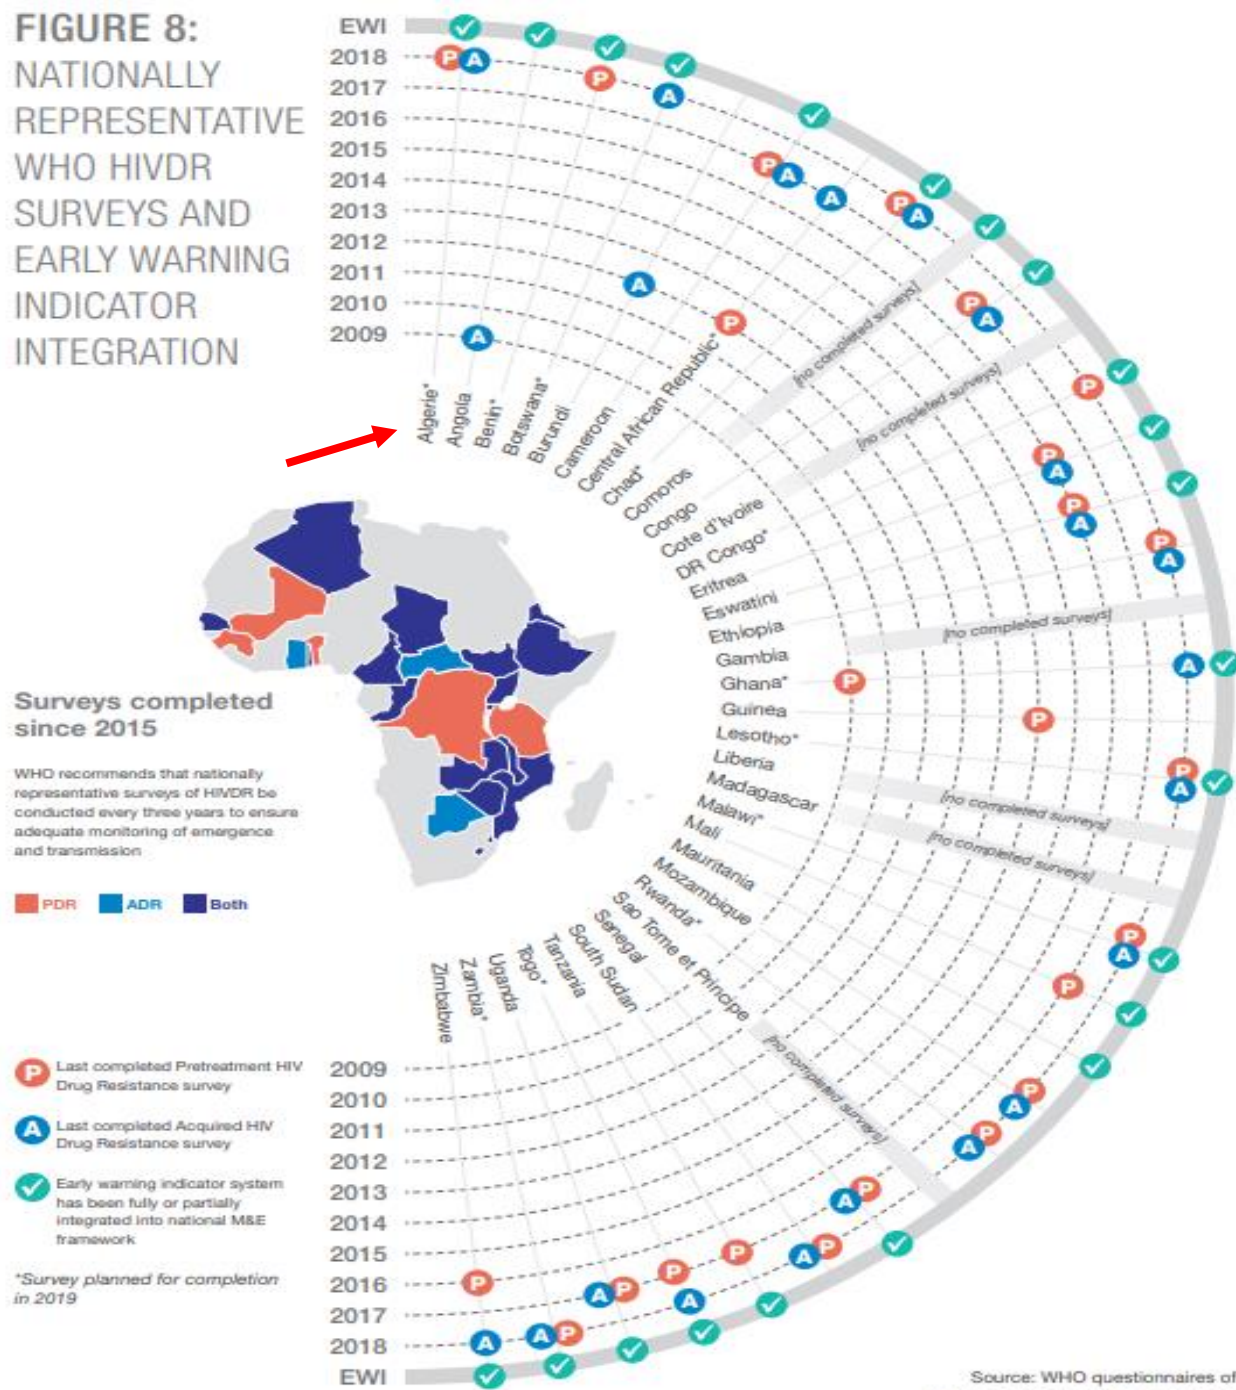 FIGURE 8:
NATIONALLY
REPRESENTATIVE
WHO HIVDR
SURVEYS AND
EARLY WARNING
INDICATOR
INTEGRATION
EWI
2018
2017
2016
2015
2014
2013
2012
2011
2010
2009
P
A
P
A
P
A
A
P
A
A
P
A
P
A
P
P
A
P
A
P
A
A
P
P
P
A
P
A
P
P
A
P
A
P
A
P
A
P
P
A
P
A
P
A
P
A
[no completed surveys]
[no completed surveys]
[no completed surveys]
[no completed surveys]
[no completed surveys]
[no completed surveys]
Algerie*
Angola
Benin*
Botswana*
Burundi
Cameroon
Central African Republic*
Chad*
Comoros
Congo
Cote d'Ivoire
DR Congo*
Eritrea
Eswatini
Ethiopia
Gambia
Ghana*
Guinea
Lesotho*
Liberia
Madagascar
Malawi*
Mali
Mauritania
Mozambique
Rwanda*
Sao Tome et Principe
Senegal
South Sudan
Tanzania
Togo*
Uganda
Zambia*
Zimbabwe
Surveys completed
since 2015
WHO recommends that nationally
representative surveys of HIVDR be
conducted every three years to ensure
adequate monitoring of emergence
and transmission
PDR ADR Both
P Last completed Pretreatment HIV
Drug Resistance survey
A Last completed Acquired HIV
Drug Resistance survey
Early warning indicator system
has been fully or partially
integrated into national M&E
framework
*Survey planned for completion
in 2019
2009
2010
2011
2012
2013
2014
2015
2016
2017
2018
EWI
Source: WHO questionnaires of